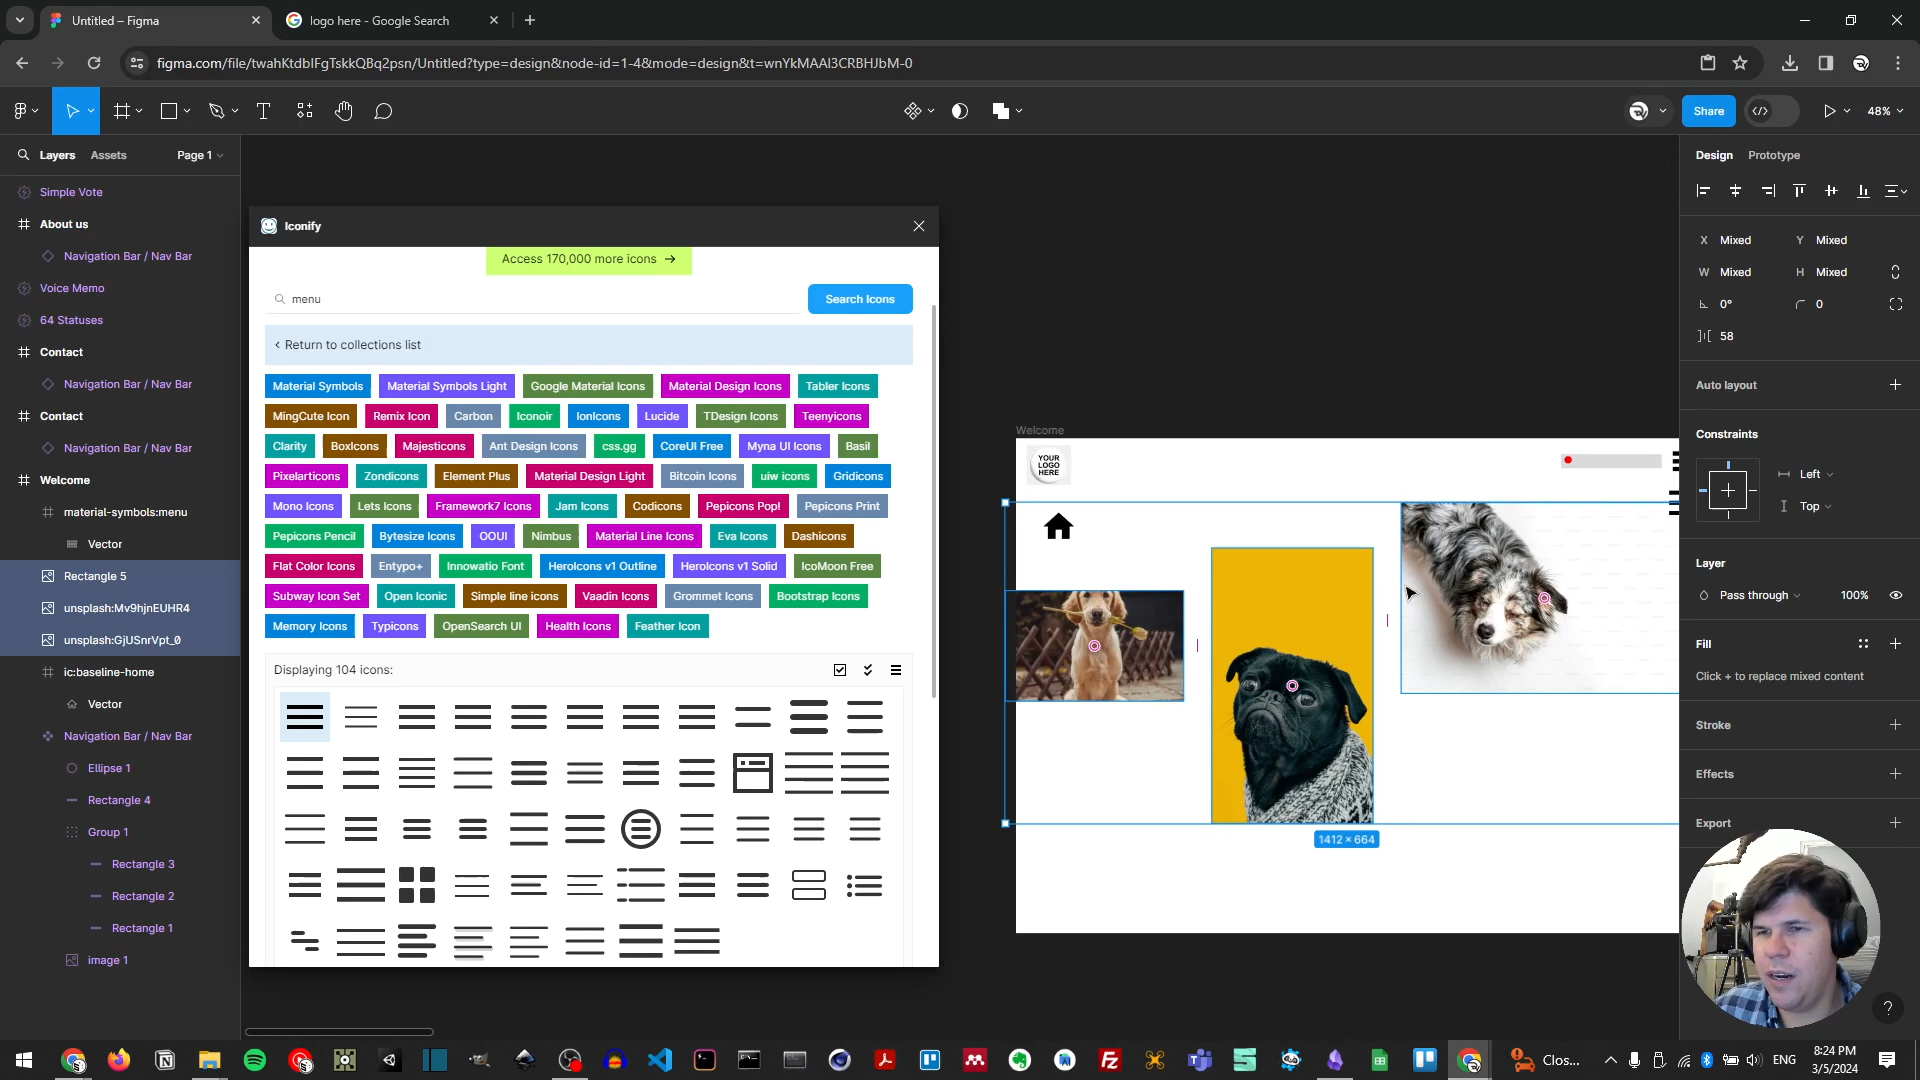 Untitled – Figma
logo here - Google Search
figma.com/file/twahKtdbIFgTskkQBq2psn/Untitled?type=design&node-id=1-4&mode=design&t=wnYkMAAl3CRBHJbM-0
Share
48%
Layers
Assets
Page 1
Simple Vote
About us
Navigation Bar / Nav Bar
Voice Memo
64 Statuses
Contact
Navigation Bar / Nav Bar
Contact
Navigation Bar / Nav Bar
Welcome
material-symbols:menu
Vector
Rectangle 5
unsplash:Mv9hjnEUHR4
unsplash:GjUSnrVpt_0
ic:baseline-home
Vector
Navigation Bar / Nav Bar
Ellipse 1
Rectangle 4
Group 1
Rectangle 3
Rectangle 2
Rectangle 1
image 1
Iconify
Access 170,000 more icons →
menu
Search Icons
‹ Return to collections list
Material Symbols Material Symbols Light Google Material Icons Material Design Icons Tabler Icons
MingCute Icon Remix Icon Carbon Iconoir IonIcons Lucide TDesign Icons Teenyicons
Clarity BoxIcons Majesticons Ant Design Icons css.gg CoreUI Free Myna UI Icons Basil
Pixelarticons Zondicons Element Plus Material Design Light Bitcoin Icons uiw icons Gridicons
Mono Icons Lets Icons Framework7 Icons Jam Icons Codicons Pepicons Pop! Pepicons Print
Pepicons Pencil Bytesize Icons OOUI Nimbus Material Line Icons Eva Icons Dashicons
Flat Color Icons Entypo+ Innowatio Font HeroIcons v1 Outline HeroIcons v1 Solid IcoMoon Free
Subway Icon Set Open Iconic Simple line icons Vaadin Icons Grommet Icons Bootstrap Icons
Memory Icons Typicons OpenSearch UI Health Icons Feather Icon
Displaying 104 icons:
Welcome
YOUR
LOGO
HERE
1412 × 664
Design
Prototype
X Mixed Y Mixed
W Mixed H Mixed
0° 0
58
Auto layout
Constraints
Left
Top
Layer
Pass through 100%
Fill
Click + to replace mixed content
Stroke
Effects
Export
?
Clos...
ENG
8:24 PM
3/5/2024